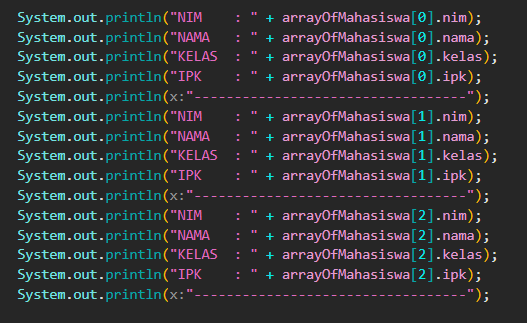 System.out.println("NIM    : " + arrayOfMahasiswa[0].nim);
System.out.println("NAMA   : " + arrayOfMahasiswa[0].nama);
System.out.println("KELAS  : " + arrayOfMahasiswa[0].kelas);
System.out.println("IPK    : " + arrayOfMahasiswa[0].ipk);
System.out.println(x:"---------------------------------");
System.out.println("NIM    : " + arrayOfMahasiswa[1].nim);
System.out.println("NAMA   : " + arrayOfMahasiswa[1].nama);
System.out.println("KELAS  : " + arrayOfMahasiswa[1].kelas);
System.out.println("IPK    : " + arrayOfMahasiswa[1].ipk);
System.out.println(x:"---------------------------------");
System.out.println("NIM    : " + arrayOfMahasiswa[2].nim);
System.out.println("NAMA   : " + arrayOfMahasiswa[2].nama);
System.out.println("KELAS  : " + arrayOfMahasiswa[2].kelas);
System.out.println("IPK    : " + arrayOfMahasiswa[2].ipk);
System.out.println(x:"---------------------------------");